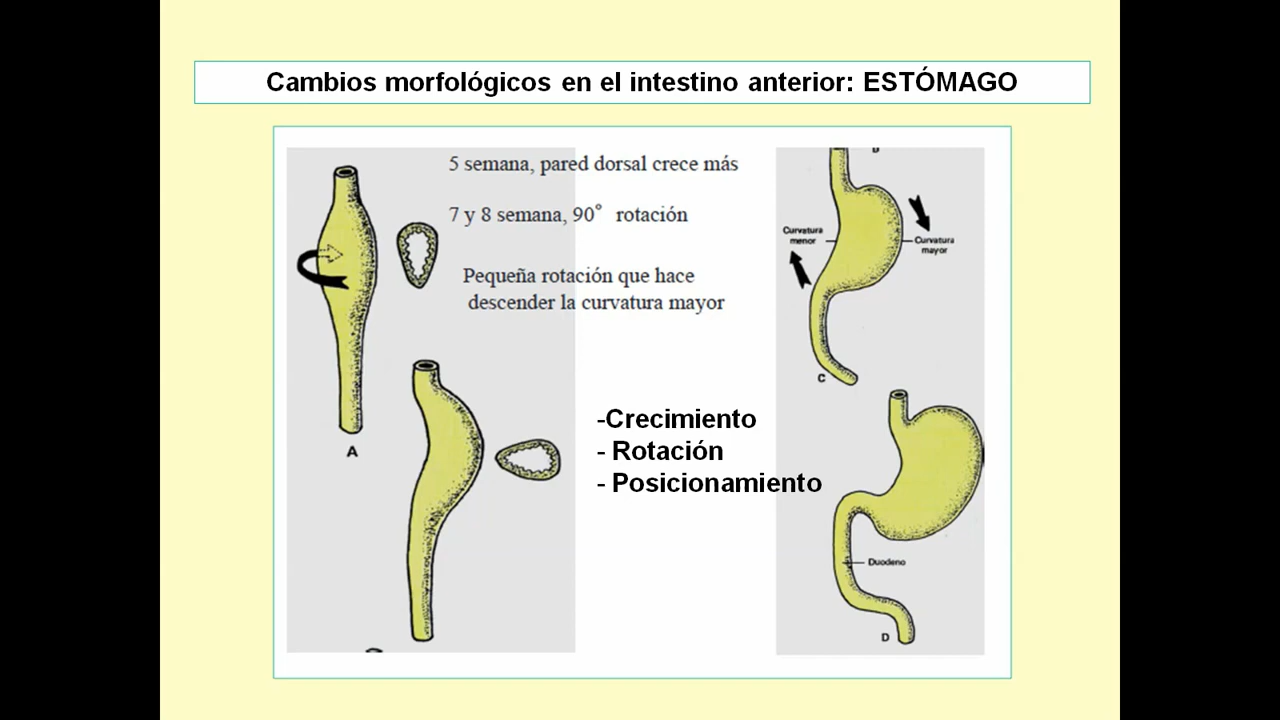 Cambios morfológicos en el intestino anterior: ESTÓMAGO
5 semana, pared dorsal crece más
7 y 8 semana, 90° rotación
Pequeña rotación que hace
descender la curvatura mayor
A
-Crecimiento
- Rotación
- Posicionamiento
Curvatura
menor
Curvatura
mayor
C
Duodeno
D